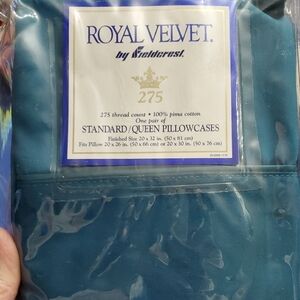 ROYAL VELVET.
by fieldcrest.
275
275 thread count • 100% pima cotton
One pair of
STANDARD/QUEEN PILLOWCASES
Finished Size 20 x 32 in. (50 x 81 cm)
Fits Pillow 20 x 26 in. (50 x 66 cm) or 20 x 30 in. (50 x 76 cm)